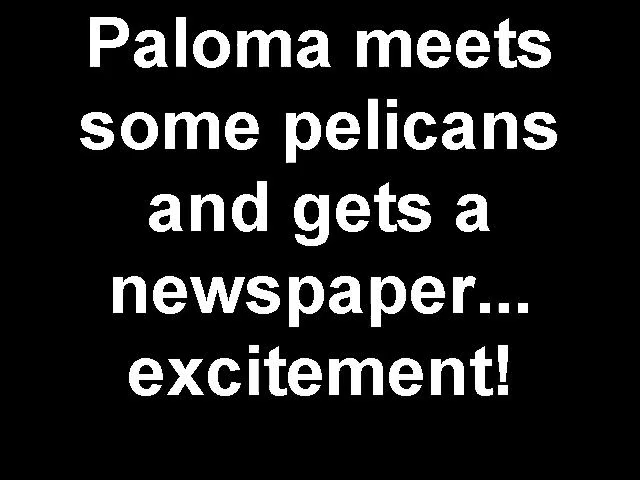 Paloma meets
some pelicans
and gets a
newspaper...
excitement!